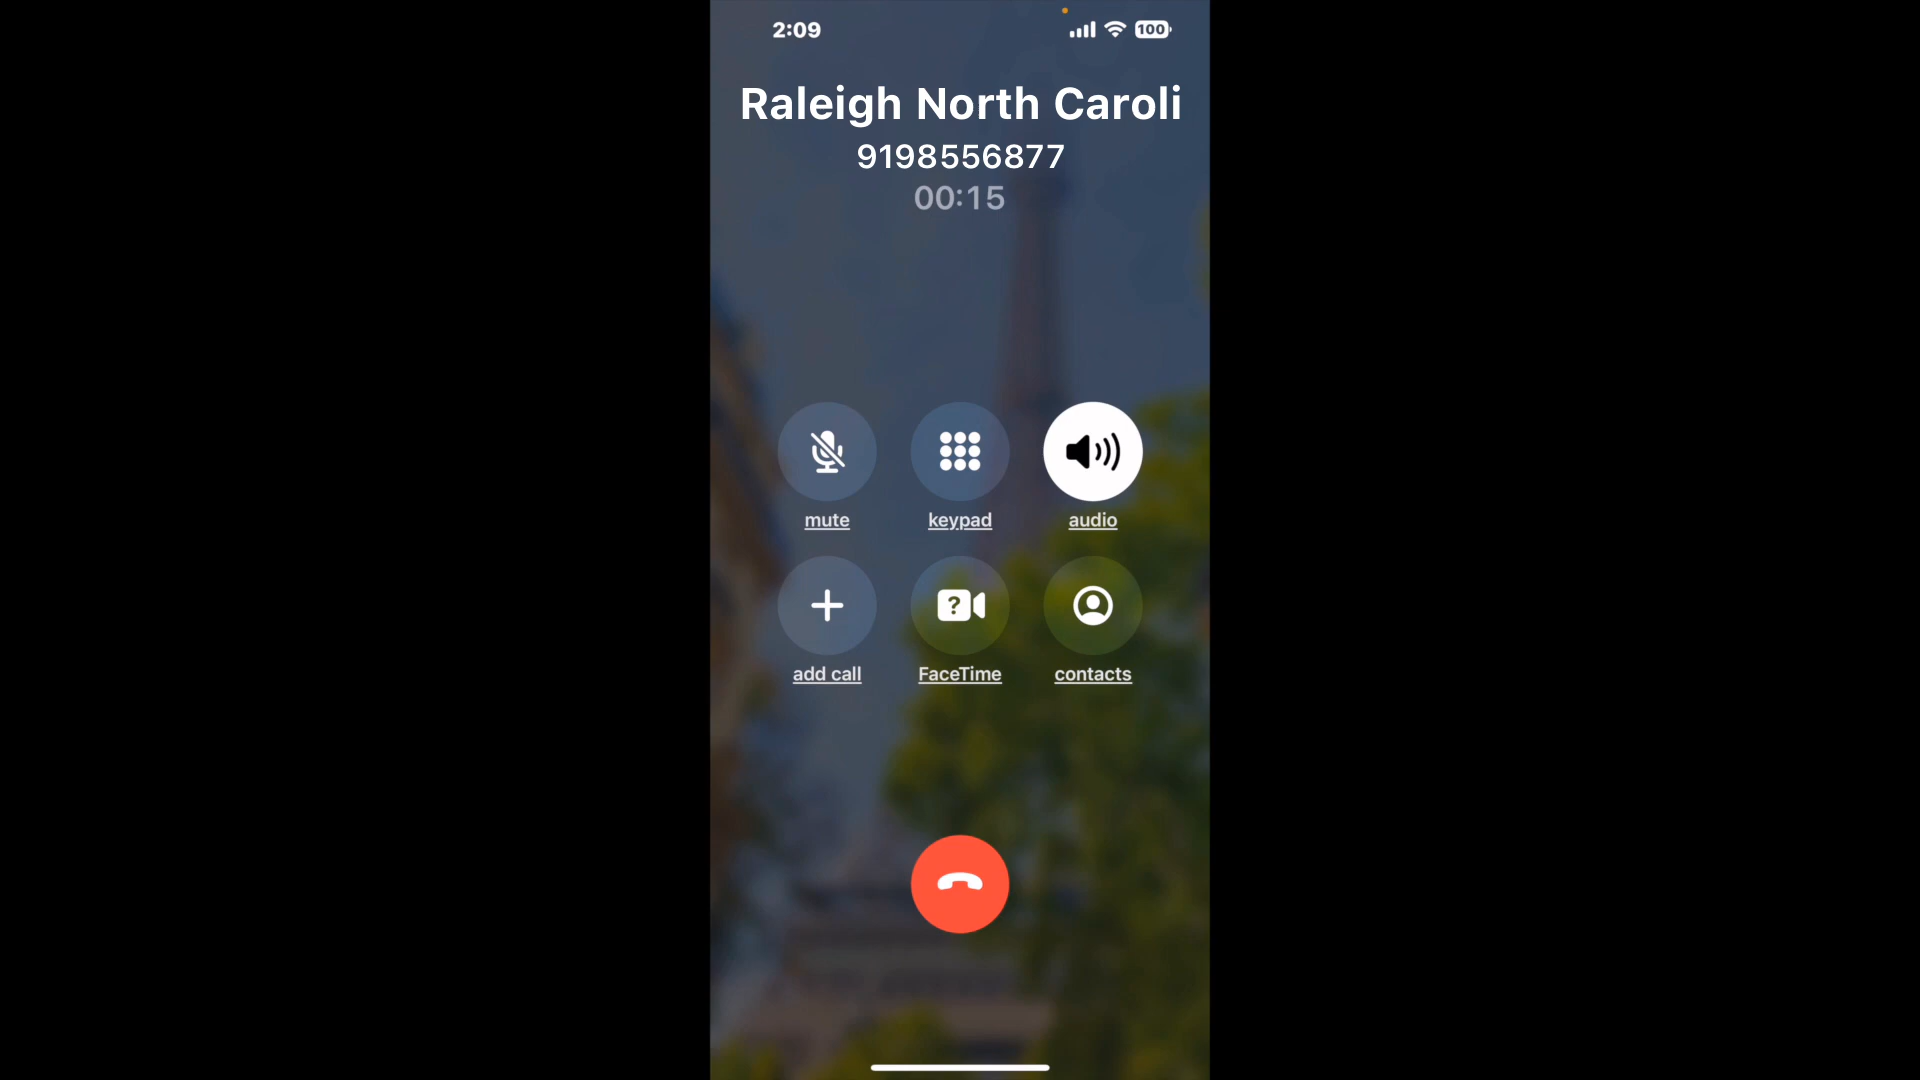 2:09
100
Raleigh North Caroli
9198556877
00:15
mute
keypad
audio
?
add call
FaceTime
contacts